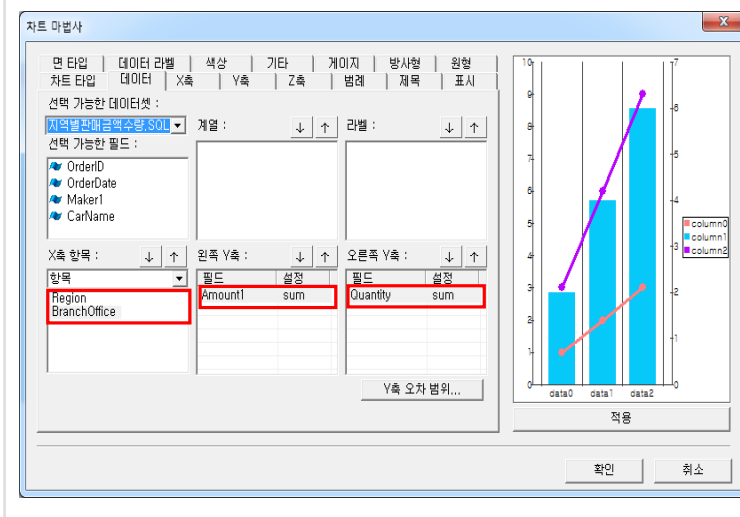 차트 마법사
면 타입 데이터 라벨 색상 기타 게이지 방사형 원형
차트 타입 데이터 X축 Y축 Z축 범례 제목 표시
선택 가능한 데이터셋 :
지역별판매금액수량,SQL
계열 :
라벨 :
선택 가능한 필드 :
OrderID
OrderDate
Maker1
CarName
X축 항목 :
왼쪽 Y축 :
오른쪽 Y축 :
항목
필드 설정
필드 설정
Region
BranchOffice
Amount1 sum
Quantity sum
Y축 오차 범위...
10
9
8
7
6
5
4
3
2
1
0
7
6
5
4
3
2
1
0
data0 data1 data2
column0
column1
column2
적용
확인
취소